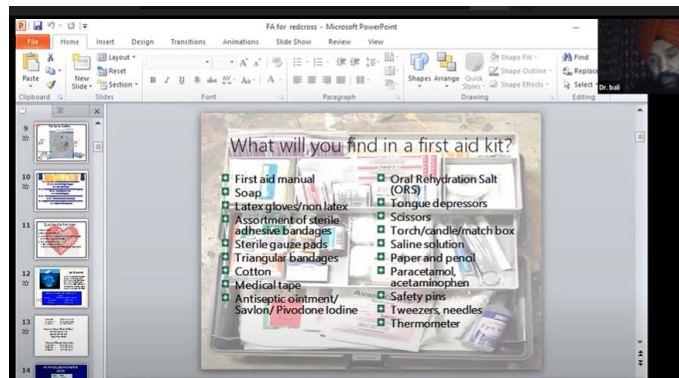 FA for redcross - Microsoft PowerPoint
File Home Insert Design Transitions Animations Slide Show Review View
Paste
New
Slide
Layout
Reset
Section
Shapes Arrange Quick
Styles
Shape Fill
Shape Outline
Shape Effects
Find
Replace
Select
Clipboard Slides Font Paragraph Drawing Editing
Dr. bali
9
10
11
12
13
14
What will you find in a first aid kit?
First aid manual
Soap
Latex gloves/non latex
Assortment of sterile
adhesive bandages
Sterile gauze pads
Triangular bandages
Cotton
Medical tape
Antiseptic ointment/
Savlon/ Pivodone Iodine
Oral Rehydration Salt
(ORS)
Tongue depressors
Scissors
Torch/candle/match box
Saline solution
Paper and pencil
Paracetamol,
acetaminophen
Safety pins
Tweezers, needles
Thermometer